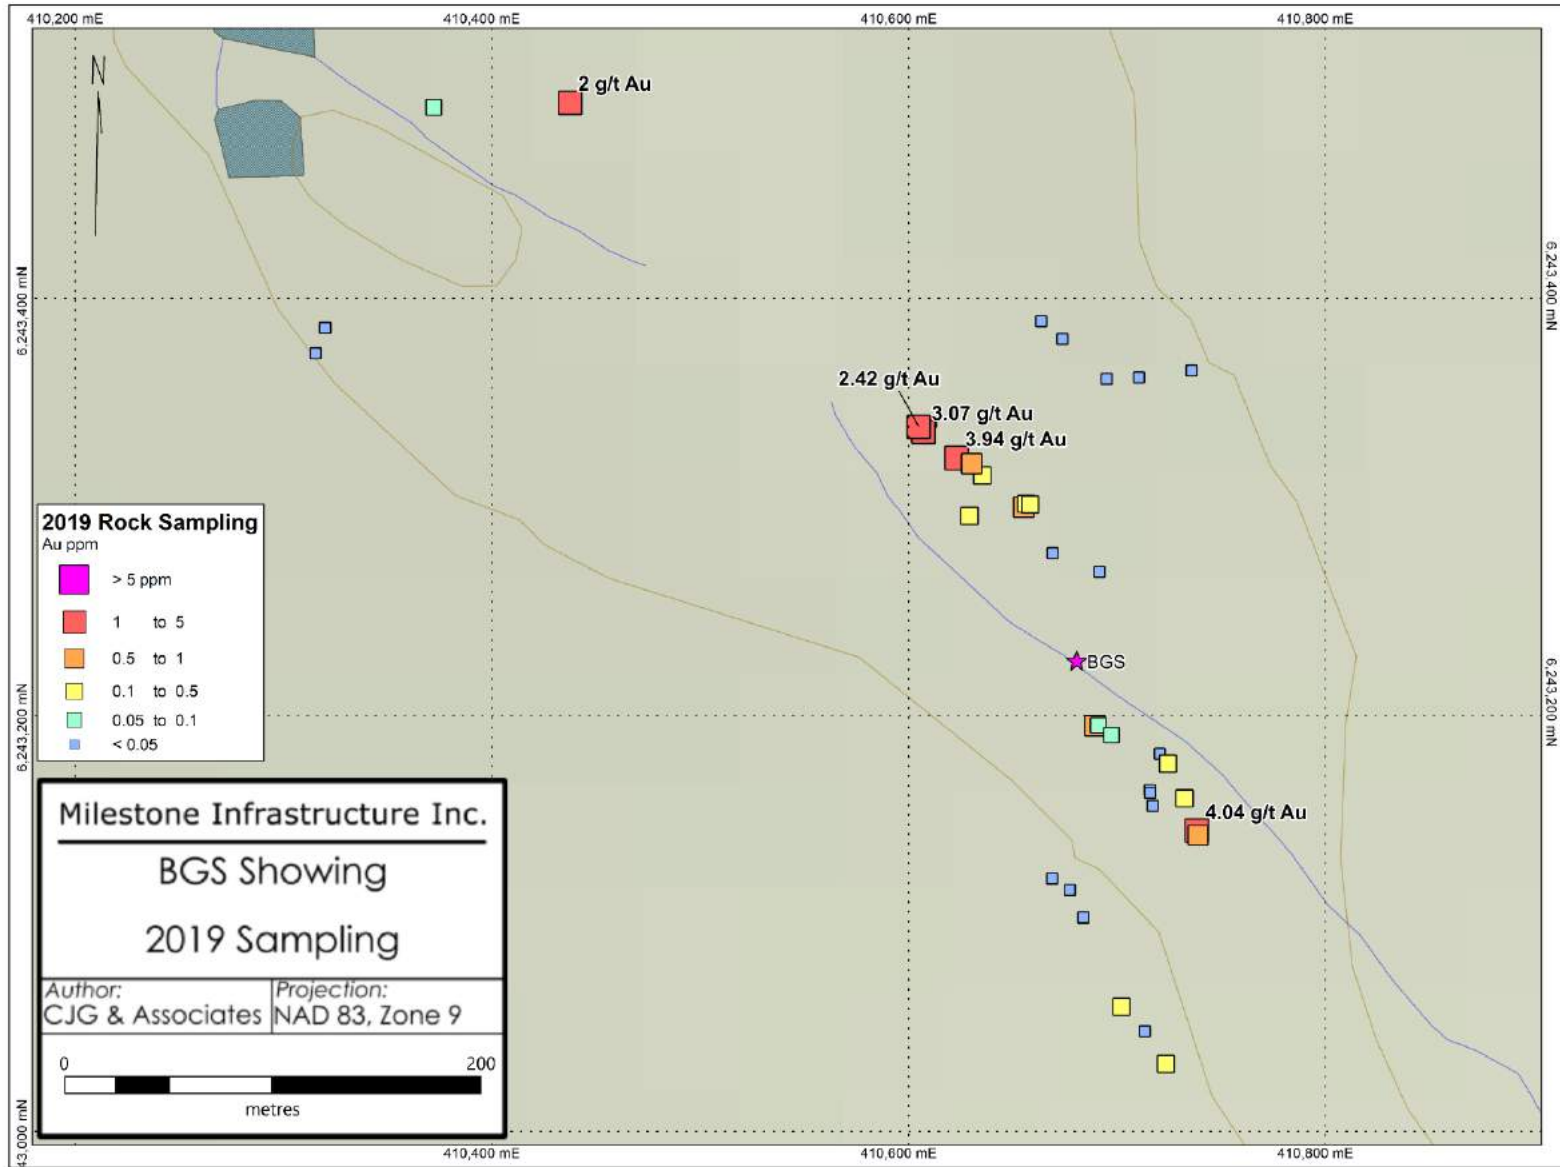 410,200 mE
410,400 mE
410,600 mE
410,800 mE
N
2 g/t Au
6,243,400 mN
6,243,400 mN
2.42 g/t Au
3.07 g/t Au
3.94 g/t Au
2019 Rock Sampling
Au ppm
> 5 ppm
1 to 5
0.5 to 1
0.1 to 0.5
0.05 to 0.1
< 0.05
BGS
6,243,200 mN
6,243,200 mN
4.04 g/t Au
Milestone Infrastructure Inc.
BGS Showing
2019 Sampling
Author:
CJG & Associates
Projection:
NAD 83, Zone 9
0 200
metres
43,000 mN
410,400 mE
410,600 mE
410,800 mE